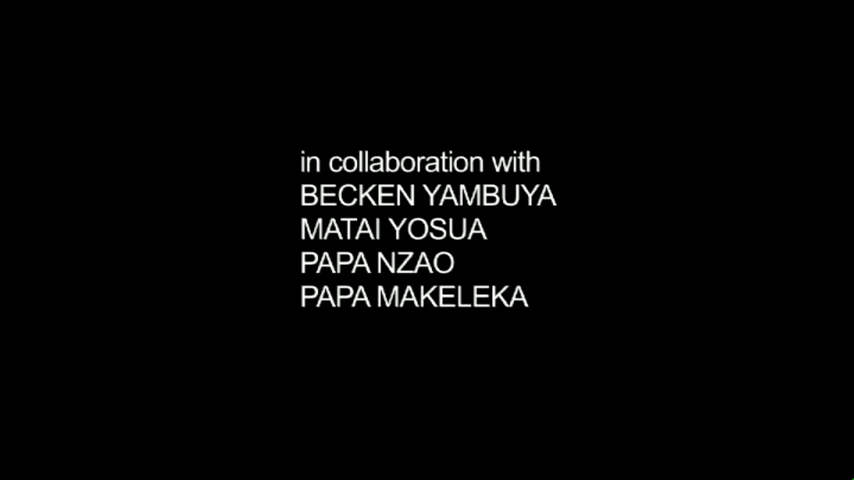 in collaboration with
BECKEN YAMBUYA
MATAI YOSUA
PAPA NZAO
PAPA MAKELEKA